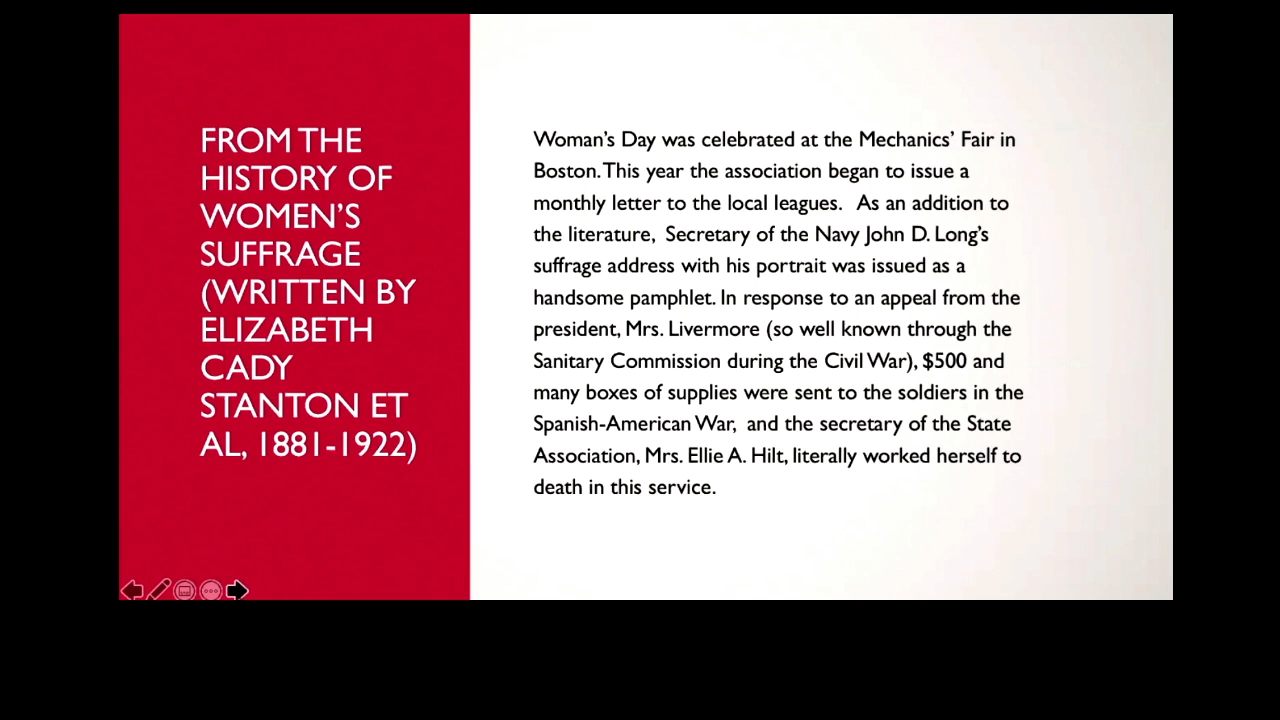 FROM THE
HISTORY OF
WOMEN'S
SUFFRAGE
(WRITTEN BY
ELIZABETH
CADY
STANTON ET
AL, 1881-1922)
Woman's Day was celebrated at the Mechanics' Fair in
Boston. This year the association began to issue a
monthly letter to the local leagues. As an addition to
the literature, Secretary of the Navy John D. Long's
suffrage address with his portrait was issued as a
handsome pamphlet. In response to an appeal from the
president, Mrs. Livermore (so well known through the
Sanitary Commission during the Civil War), $500 and
many boxes of supplies were sent to the soldiers in the
Spanish-American War, and the secretary of the State
Association, Mrs. Ellie A. Hilt, literally worked herself to
death in this service.